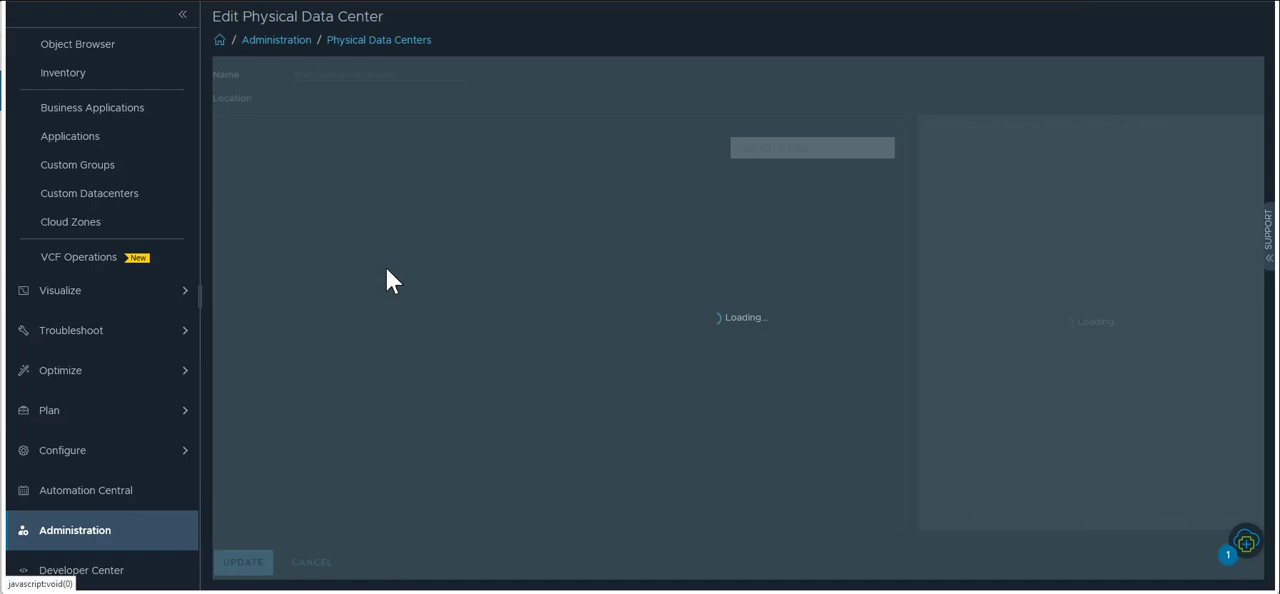 Edit Physical Data Center
/ Administration / Physical Data Centers
Object Browser
Inventory
Business Applications
Applications
Custom Groups
Custom Datacenters
Cloud Zones
VCF Operations New
Visualize
Troubleshoot
Optimize
Plan
Configure
Automation Central
Administration
Developer Center
javascript:void(0)
Name
Location
Loading...
Loading...
UPDATE CANCEL
SUPPORT
1